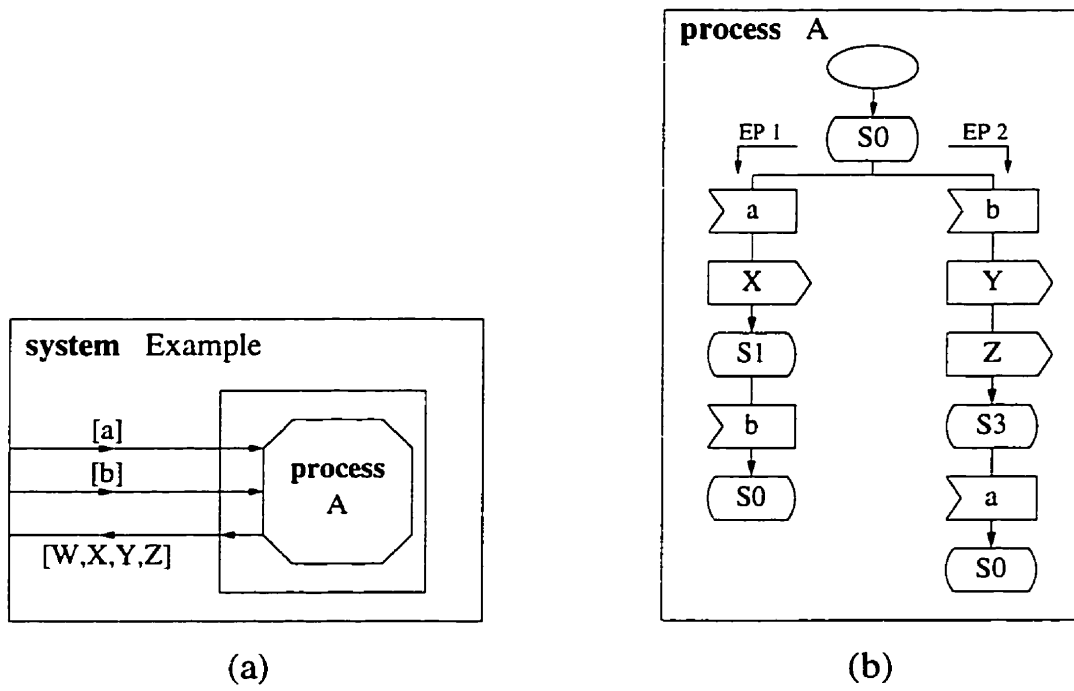 system Example
[a]
[b]
[W,X,Y,Z]
process
A
(a)
process A
S0
EP 1
EP 2
a
b
X
Y
S1
Z
b
S3
S0
a
S0
(b)